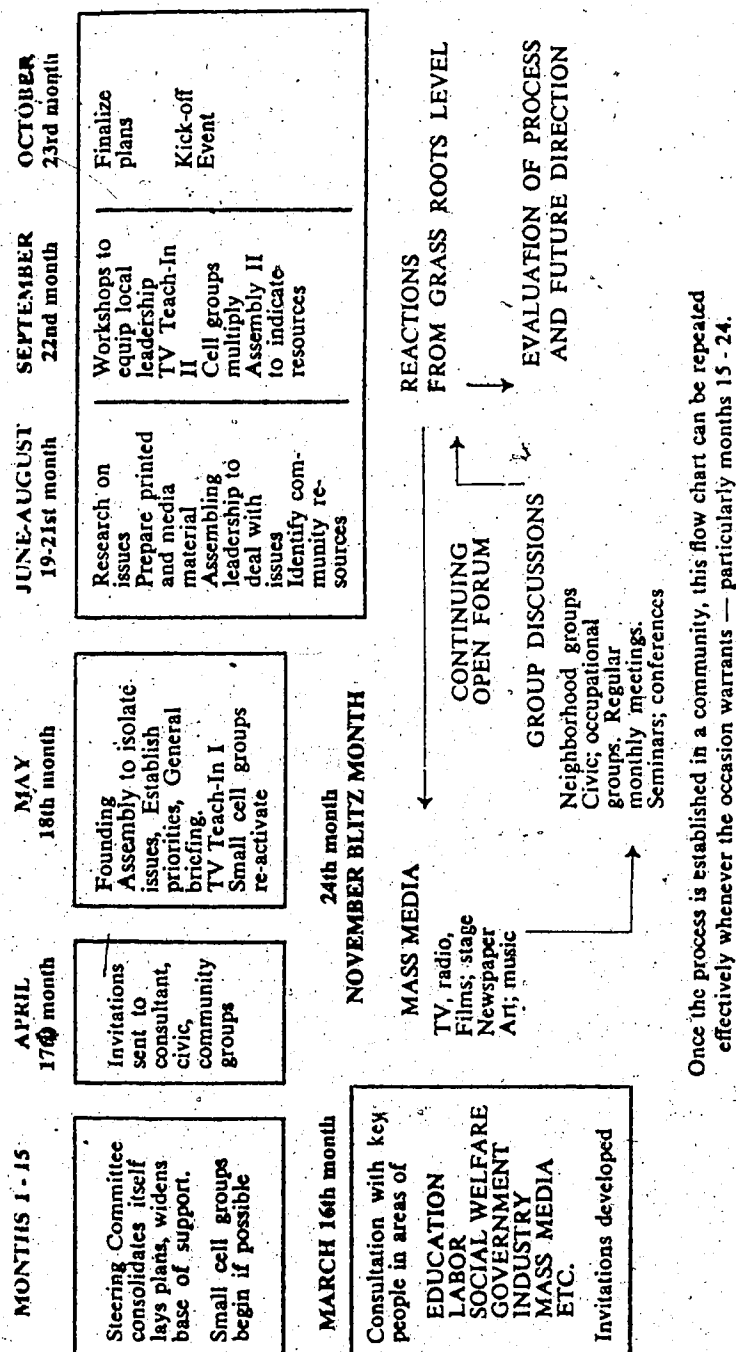 MONTHS 1 - 15
Steering Committee
consolidates itself
lays plans, widens
base of support.
Small cell groups
begin if possible
MARCH 16th month
Consultation with key
people in areas of
EDUCATION
LABOR
SOCIAL WELFARE
GOVERNMENT
INDUSTRY
MASS MEDIA
ETC.
Invitations developed
APRIL
17th month
Invitations
sent to
consultant,
civic,
community
groups
MAY
18th month
Founding
Assembly to isolate
issues, Establish
priorities, General
briefing.
TV Teach-In I
Small cell groups
re-activate
JUNE-AUGUST
19-21st month
Research on
issues
Prepare printed
and media
material
Assembling
leadership to
deal with
issues
Identify com-
munity re-
sources
SEPTEMBER
22nd month
Workshops to
equip local
leadership
TV Teach-In
II
Cell groups
multiply
Assembly II
to indicate
resources
OCTOBER
23rd month
Finalize
plans
Kick-off
Event
24th month
NOVEMBER BLITZ MONTH
MASS MEDIA
TV, radio,
Films; stage
Newspaper
Art; music
CONTINUING
OPEN FORUM
GROUP DISCUSSIONS
Neighborhood groups
Civic; occupational
groups. Regular
monthly meetings.
Seminars; conferences
REACTIONS
FROM GRASS ROOTS LEVEL
EVALUATION OF PROCESS
AND FUTURE DIRECTION
Once the process is established in a community, this flow chart can be repeated
effectively whenever the occasion warrants — particularly months 15 - 24.